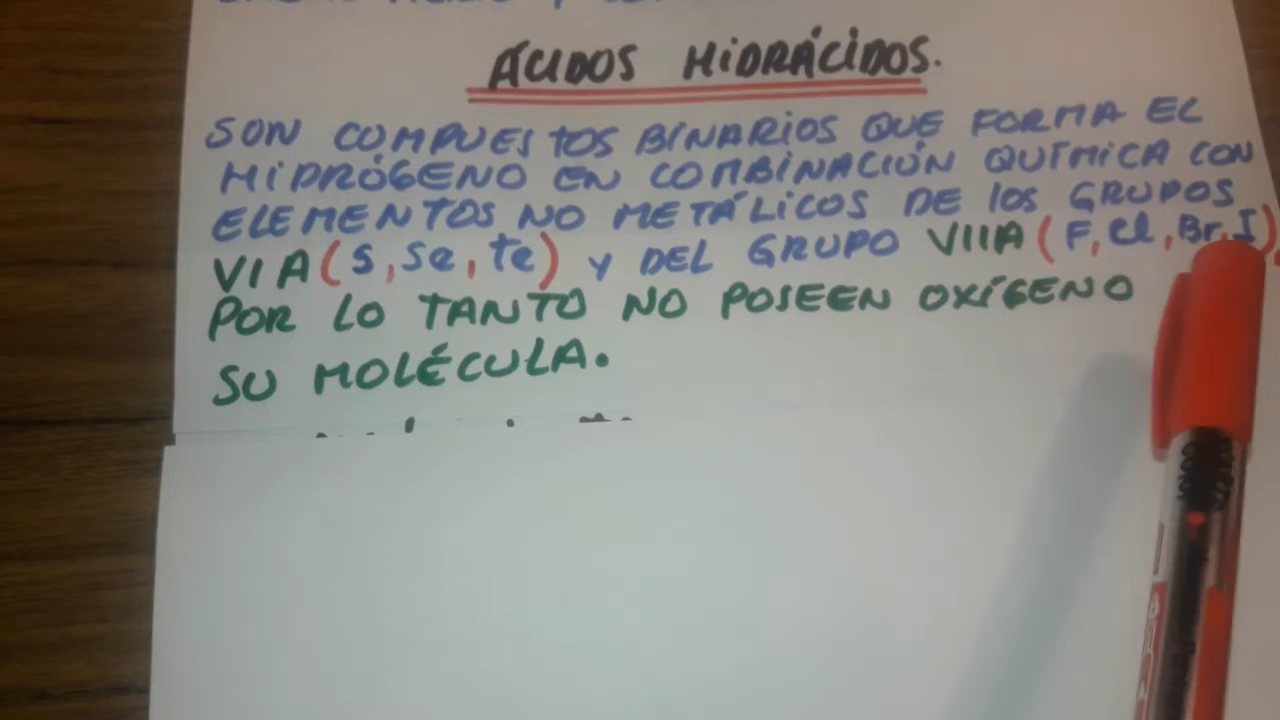 ÁCIDOS HIDRÁCIDOS.
SON COMPUESTOS BINARIOS QUE FORMA EL
HIDRÓGENO EN COMBINACIÓN QUÍMICA CON
ELEMENTOS NO METÁLICOS DE LOS GRUPOS
VIA (S, Se, te) Y DEL GRUPO VIIA (F, Cl, Br, I).
POR LO TANTO NO POSEEN OXÍGENO
SU MOLÉCULA.